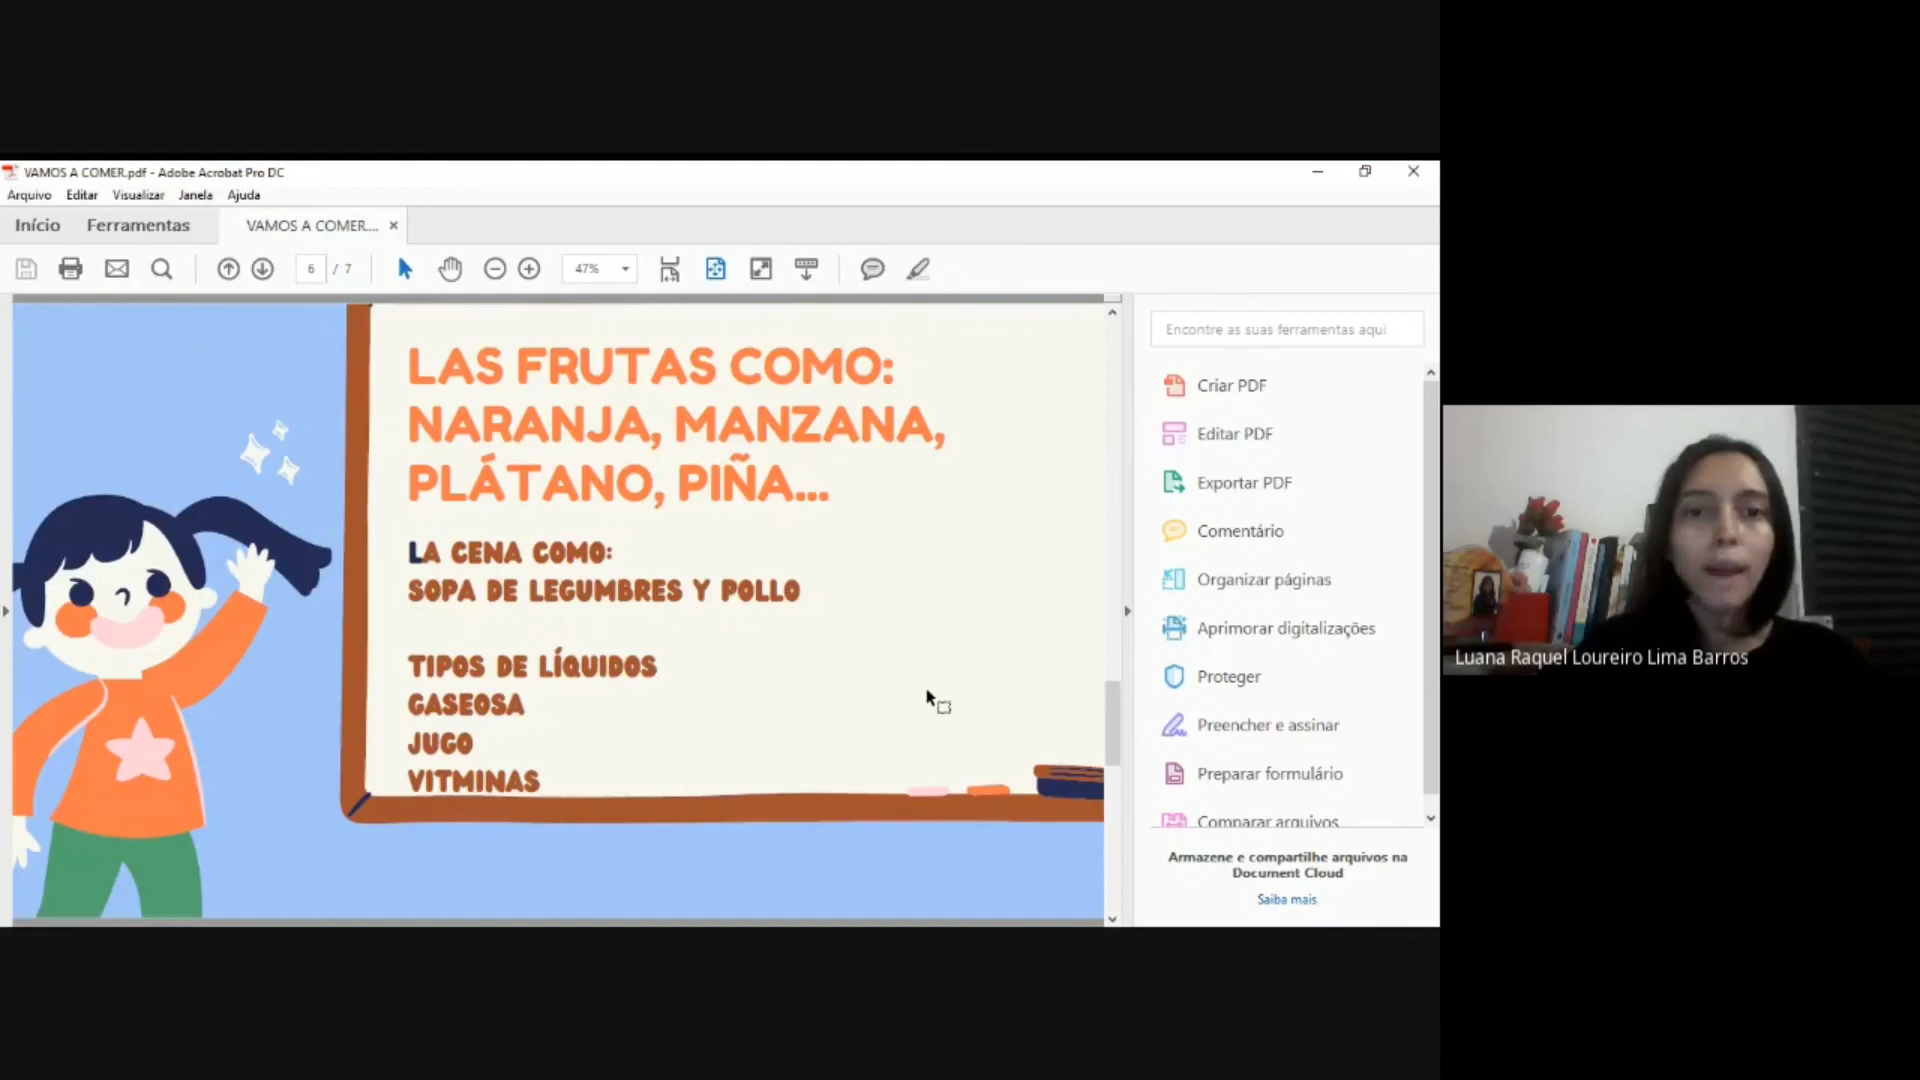 VAMOS A COMER.pdf - Adobe Acrobat Pro DC
Arquivo Editar Visualizar Janela Ajuda
Início Ferramentas VAMOS A COMER.... ×
6 / 7 47%
LAS FRUTAS COMO:
NARANJA, MANZANA,
PLÁTANO, PIÑA...
LA CENA COMO:
SOPA DE LEGUMBRES Y POLLO
TIPOS DE LÍQUIDOS
GASEOSA
JUGO
VITMINAS
Encontre as suas ferramentas aqui
Criar PDF
Editar PDF
Exportar PDF
Comentário
Organizar páginas
Aprimorar digitalizações
Proteger
Preencher e assinar
Preparar formulário
Comparar arquivos
Armazene e compartilhe arquivos na
Document Cloud
Saiba mais
Luana Raquel Loureiro Lima Barros